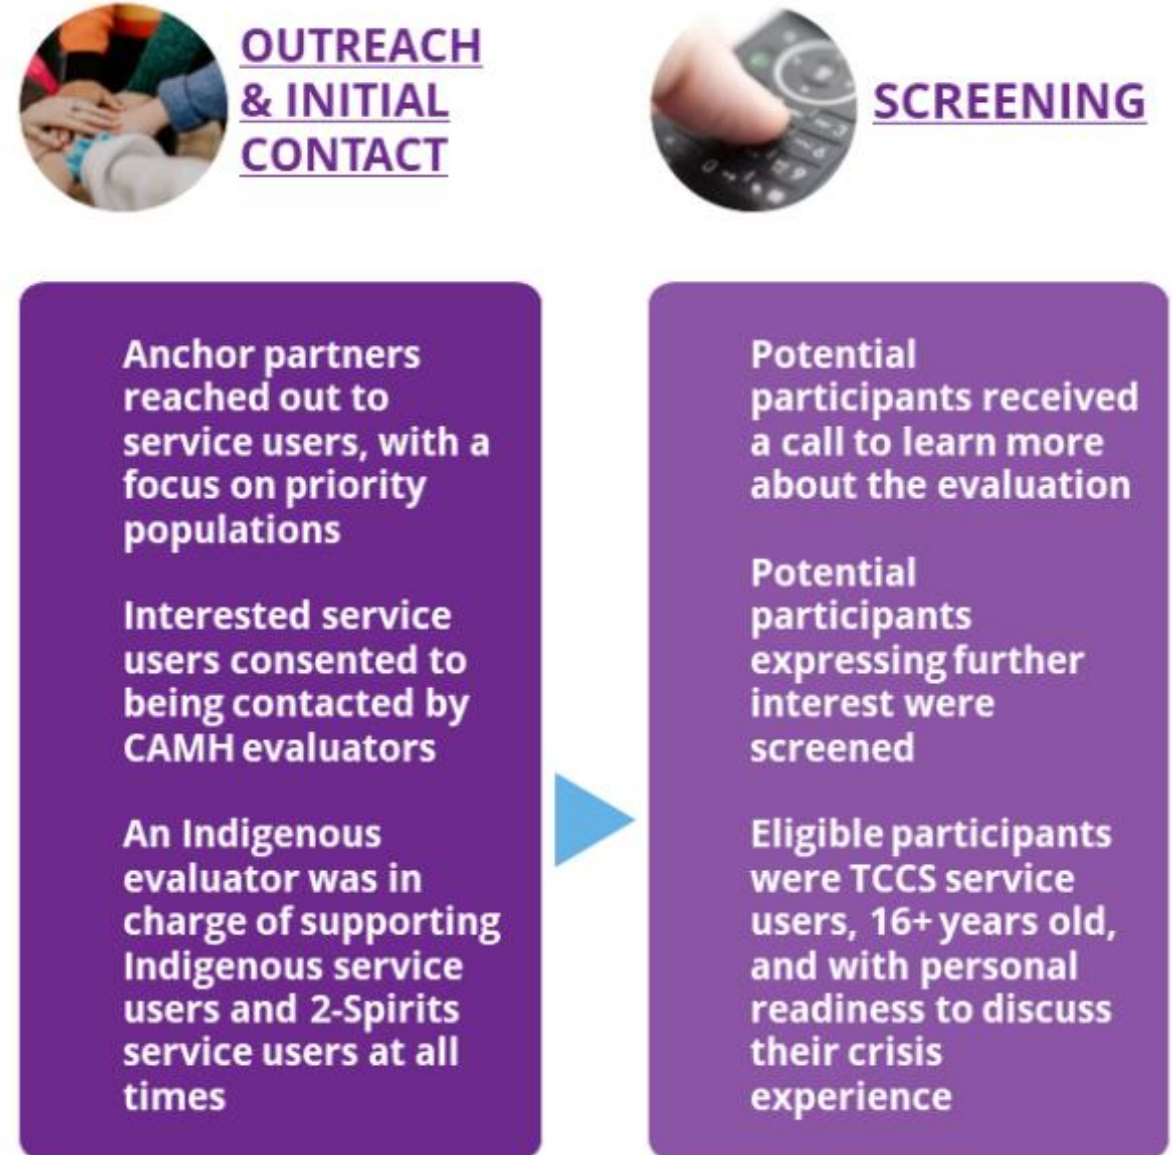 OUTREACH
& INITIAL
CONTACT
SCREENING
Anchor partners
reached out to
service users, with a
focus on priority
populations
Interested service
users consented to
being contacted by
CAMH evaluators
An Indigenous
evaluator was in
charge of supporting
Indigenous service
users and 2-Spirits
service users at all
times
Potential
participants received
a call to learn more
about the evaluation
Potential
participants
expressing further
interest were
screened
Eligible participants
were TCCS service
users, 16+ years old,
and with personal
readiness to discuss
their crisis
experience